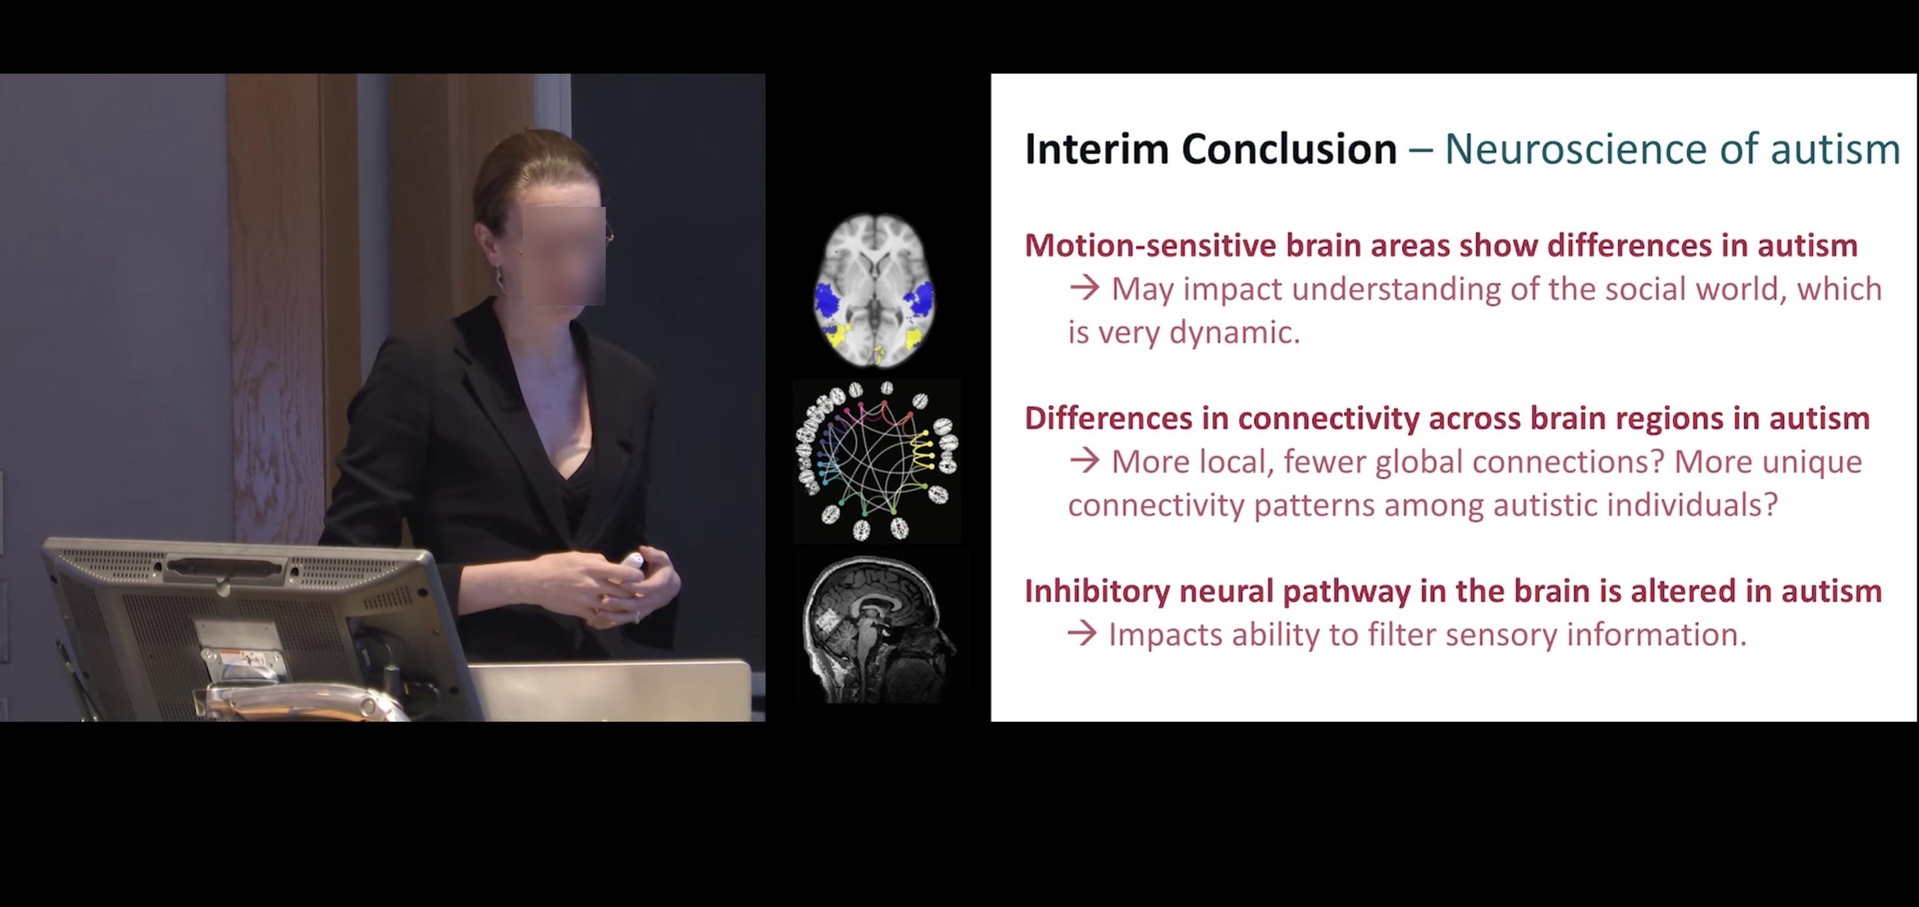 Interim Conclusion – Neuroscience of autism
Motion-sensitive brain areas show differences in autism
→ May impact understanding of the social world, which
is very dynamic.
Differences in connectivity across brain regions in autism
→ More local, fewer global connections? More unique
connectivity patterns among autistic individuals?
Inhibitory neural pathway in the brain is altered in autism
→ Impacts ability to filter sensory information.